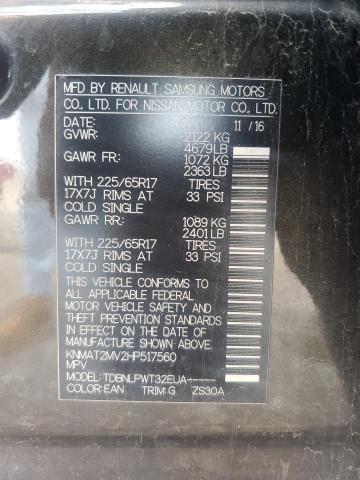 MFD BY RENAULT SAMSUNG MOTORS
CO., LTD. FOR NISSAN MOTOR CO., LTD.
DATE: 11 / 16
GVWR: 2122 KG
4679 LB
GAWR FR.: 1072 KG
2363 LB
WITH 225/65R17 TIRES
17X7J RIMS AT 33 PSI
COLD SINGLE
GAWR RR.: 1089 KG
2401 LB
WITH 225/65R17 TIRES
17X7J RIMS AT 33 PSI
COLD SINGLE
THIS VEHICLE CONFORMS TO
ALL APPLICABLE FEDERAL
MOTOR VEHICLE SAFETY,
THEFT PREVENTION AND
BUMPER STANDARDS IN
EFFECT ON THE DATE OF
MANUFACTURE SHOWN ABOVE.
KNMAT2MV2HP517560
MPV
MODEL: TDBNLPWT32EUA-----
COLOR:EAN TRIM:G ZS30A